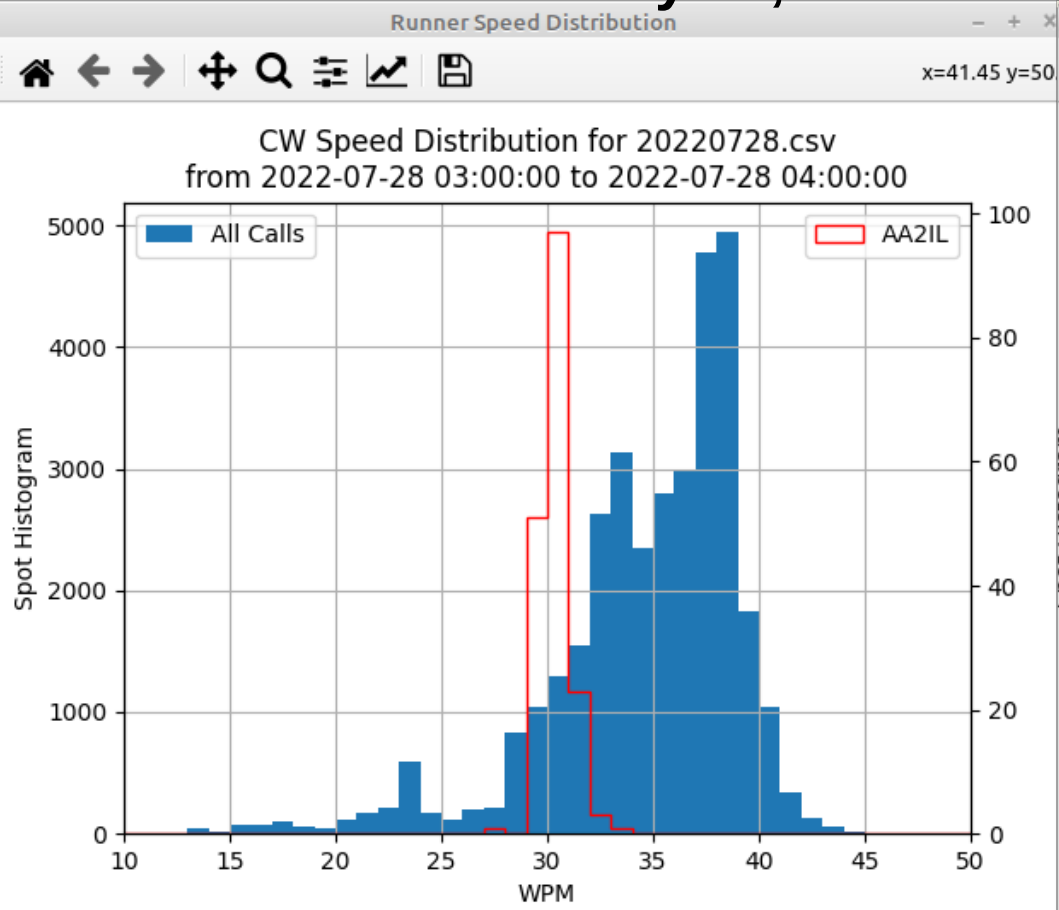 Runner Speed Distribution
x=41.45 y=50.
CW Speed Distribution for 20220728.csv
from 2022-07-28 03:00:00 to 2022-07-28 04:00:00
All Calls
AA2IL
5000
4000
3000
2000
1000
0
Spot Histogram
100
80
60
40
20
0
10 15 20 25 30 35 40 45 50
WPM